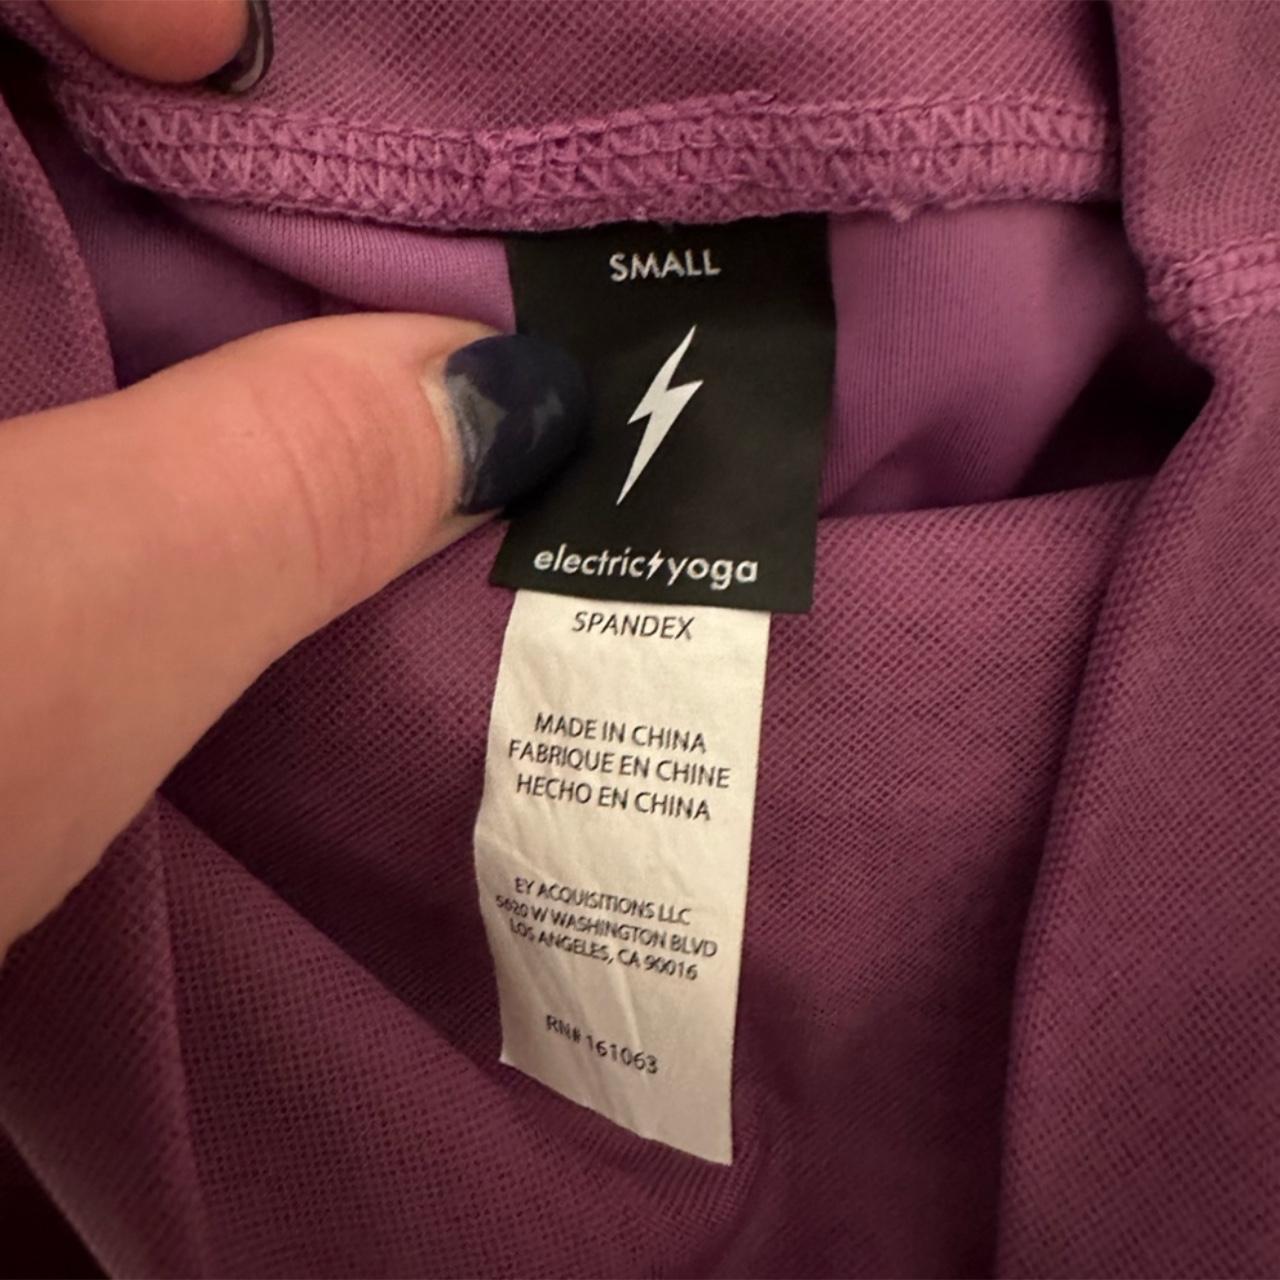 SMALL
electric yoga
SPANDEX
MADE IN CHINA
FABRIQUE EN CHINE
HECHO EN CHINA
EY ACQUISITIONS LLC
5620 W WASHINGTON BLVD
LOS ANGELES, CA 90016
RN# 161063